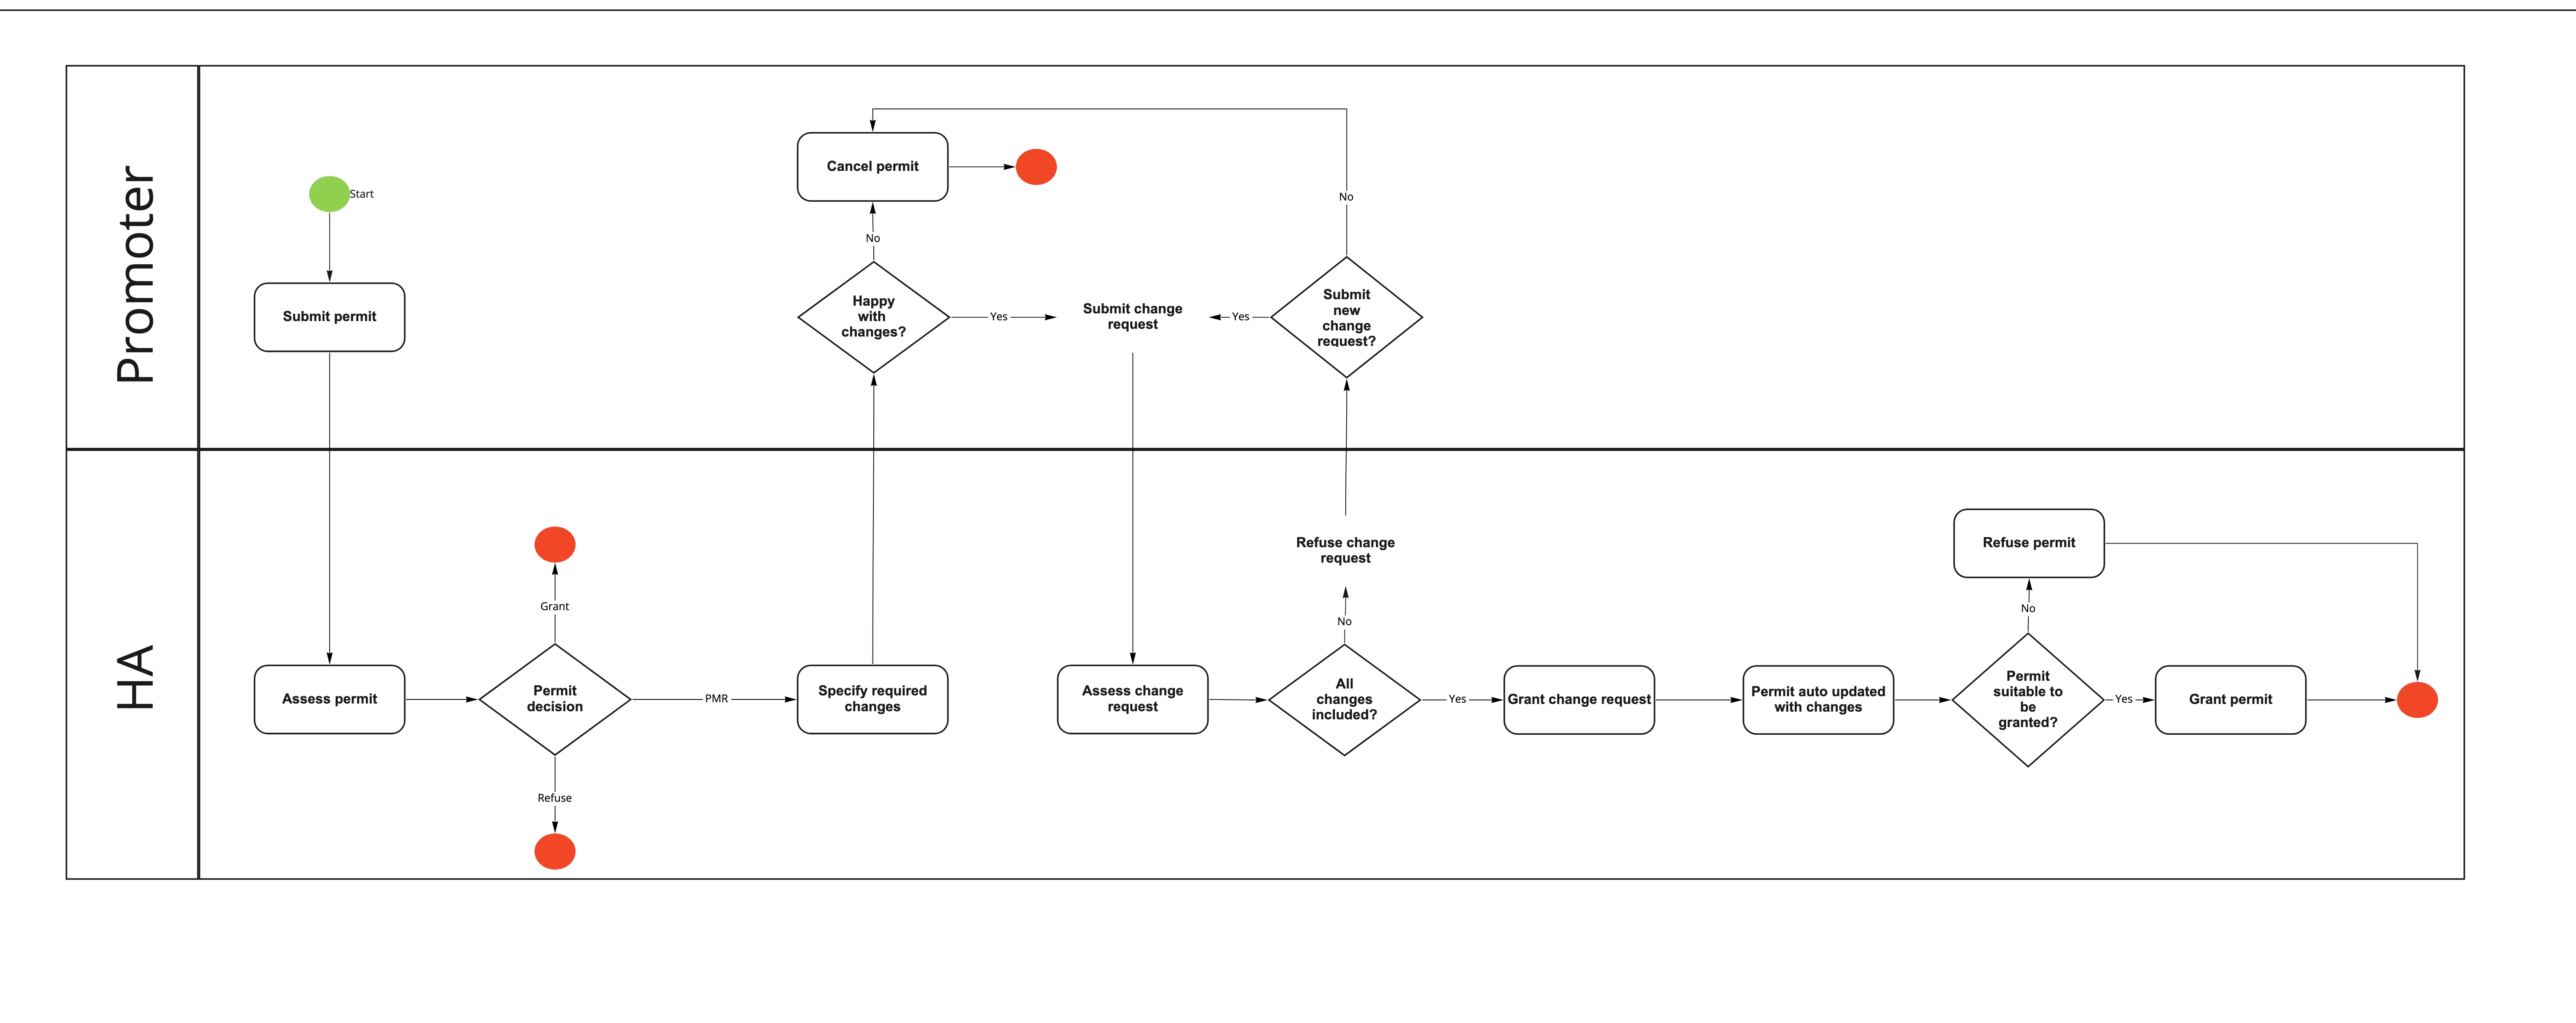 Promoter
Start
Submit permit
Cancel permit
No
Happy
with
changes?
Yes
Submit change
request
Yes
Submit
new
change
request?
No
HA
Assess permit
Grant
Permit
decision
Refuse
PMR
Specify required
changes
Assess change
request
All
changes
included?
No
Refuse change
request
Yes
Grant change request
Permit auto updated
with changes
Permit
suitable to
be
granted?
No
Refuse permit
Yes
Grant permit